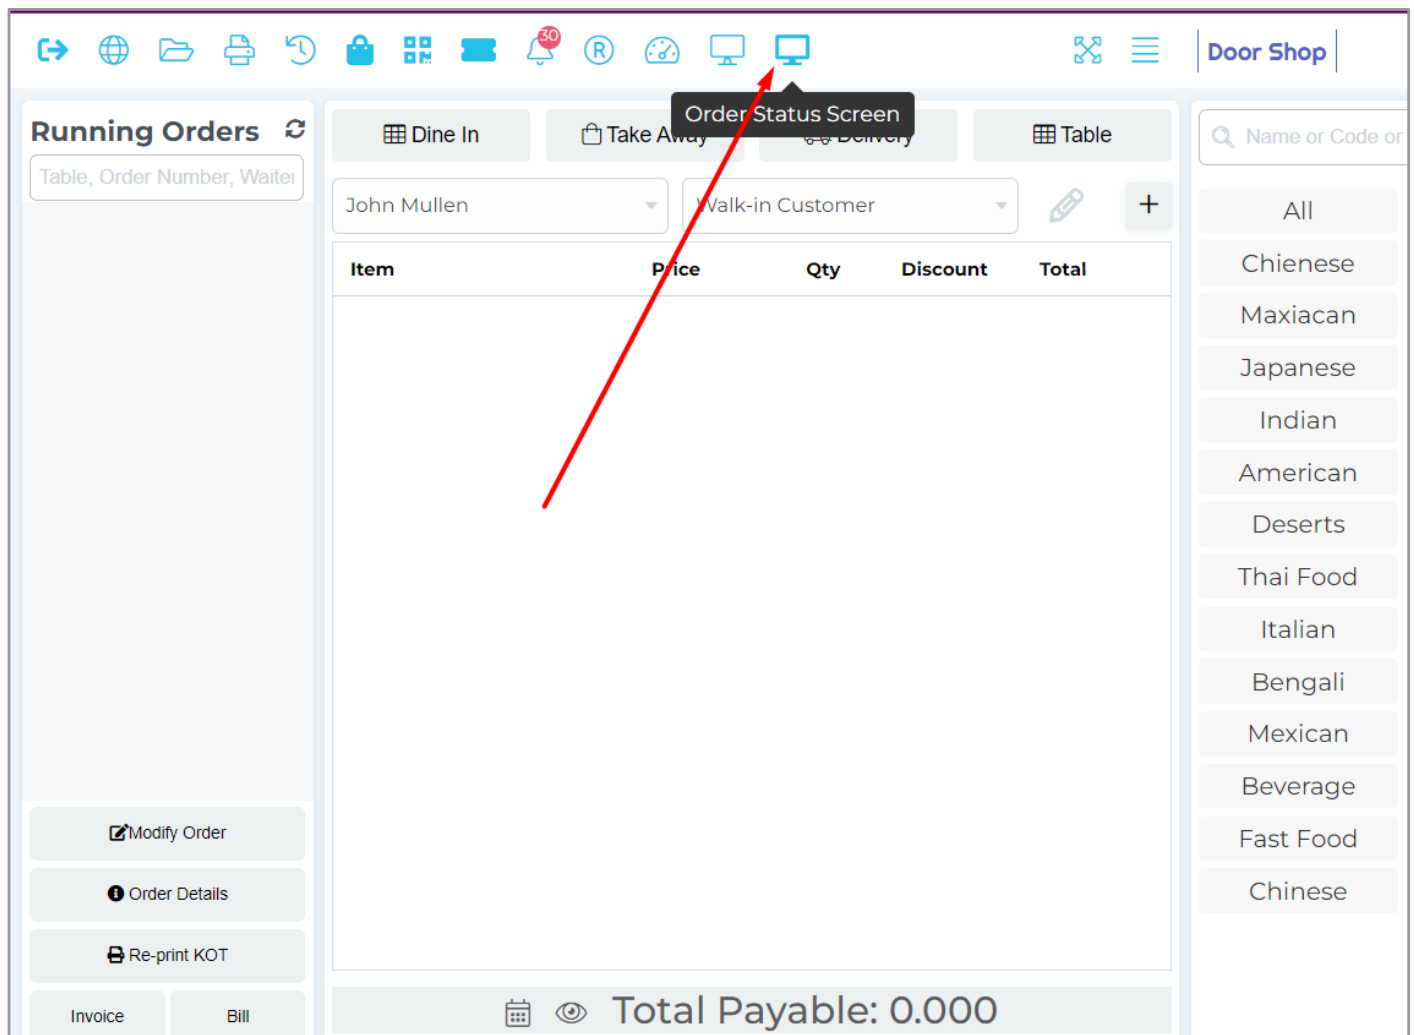 30
Door Shop
Order Status Screen
Running Orders
Table, Order Number, Waiter
Dine In
Take Away
Delivery
Table
John Mullen
Walk-in Customer
+
Item Price Qty Discount Total
Modify Order
Order Details
Re-print KOT
Invoice
Bill
Total Payable: 0.000
Name or Code or
All
Chienese
Maxiacan
Japanese
Indian
American
Deserts
Thai Food
Italian
Bengali
Mexican
Beverage
Fast Food
Chinese